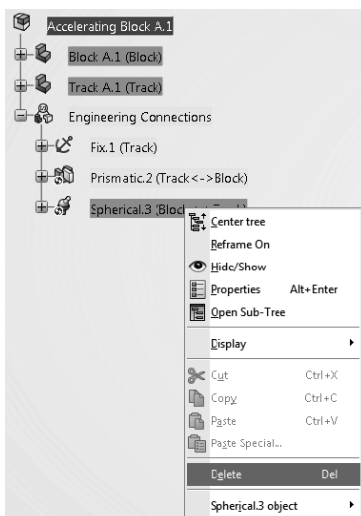 Accelerating Block A.1
Block A.1 (Block)
Track A.1 (Track)
Engineering Connections
Fix.1 (Track)
Prismatic.2 (Track<->Block)
Spherical.3 (Block
Center tree
Reframe On
Hide/Show
Properties Alt+Enter
Open Sub-Tree
Display
Cut Ctrl+X
Copy Ctrl+C
Paste Ctrl+V
Paste Special...
Delete Del
Spherical.3 object